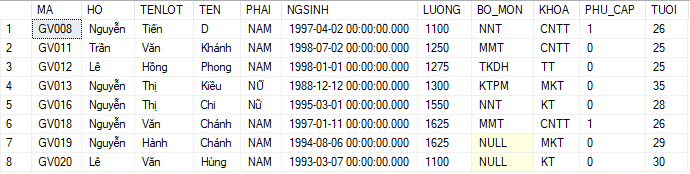 MA HO TENLOT TEN PHAI NGSINH LUONG BO_MON KHOA PHU_CAP TUOI
1 GV008 Nguyễn Tiến D NAM 1997-04-02 00:00:00.000 1100 NNT CNTT 1 26
2 GV011 Trần Văn Khánh NAM 1998-07-02 00:00:00.000 1250 MMT CNTT 0 25
3 GV012 Lê Hồng Phong NAM 1998-01-01 00:00:00.000 1275 TKDH TT 0 25
4 GV013 Nguyễn Thị Kiều NỮ 1988-12-12 00:00:00.000 1300 KTPM MKT 0 35
5 GV016 Nguyễn Thị Chi Nữ 1995-03-01 00:00:00.000 1550 NNT KT 0 28
6 GV018 Nguyễn Văn Chánh NAM 1997-01-11 00:00:00.000 1625 MMT CNTT 1 26
7 GV019 Nguyễn Hành Chánh NAM 1994-08-06 00:00:00.000 1625 NULL MKT 0 29
8 GV020 Lê Văn Hùng NAM 1993-03-07 00:00:00.000 1100 NULL KT 0 30